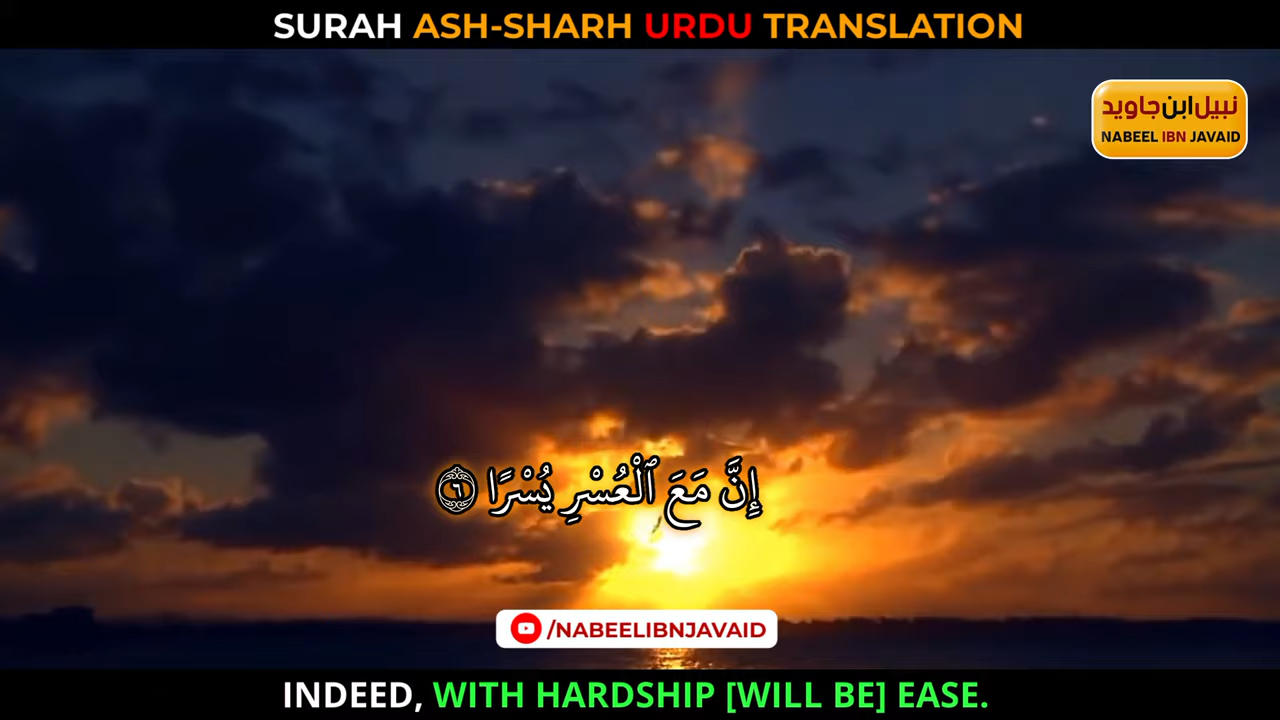 SURAH ASH-SHARH URDU TRANSLATION
نبیل ابن جاوید
NABEEL IBN JAVAID
إِنَّ مَعَ ٱلْعُسْرِ يُسْرًا ٦
/NABEELIBNJAVAID
INDEED, WITH HARDSHIP [WILL BE] EASE.